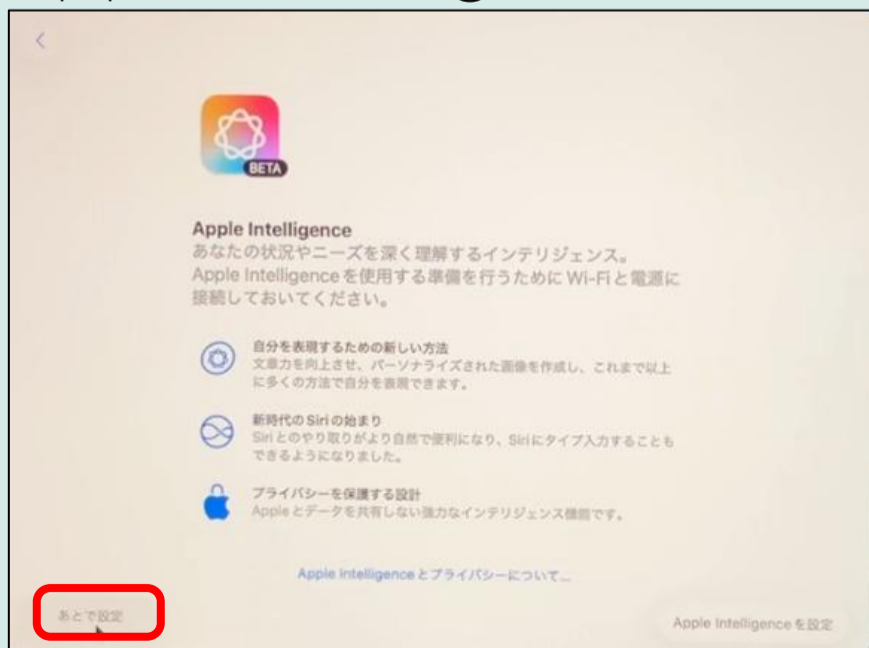 BETA
Apple Intelligence
あなたの状況やニーズを深く理解するインテリジェンス。
Apple Intelligenceを使用する準備を行うためにWi-Fiと電源に
接続しておいてください。
自分を表現するための新しい方法
文章力を向上させ、パーソナライズされた画像を作成し、これまで以上
に多くの方法で自分を表現できます。
新時代のSiriの始まり
Siriとのやり取りがより自然で便利になり、Siriにタイプ入力することも
できるようになりました。
プライバシーを保護する設計
Appleとデータを共有しない強力なインテリジェンス機能です。
Apple Intelligenceとプライバシーについて...
あとで設定
Apple Intelligenceを設定